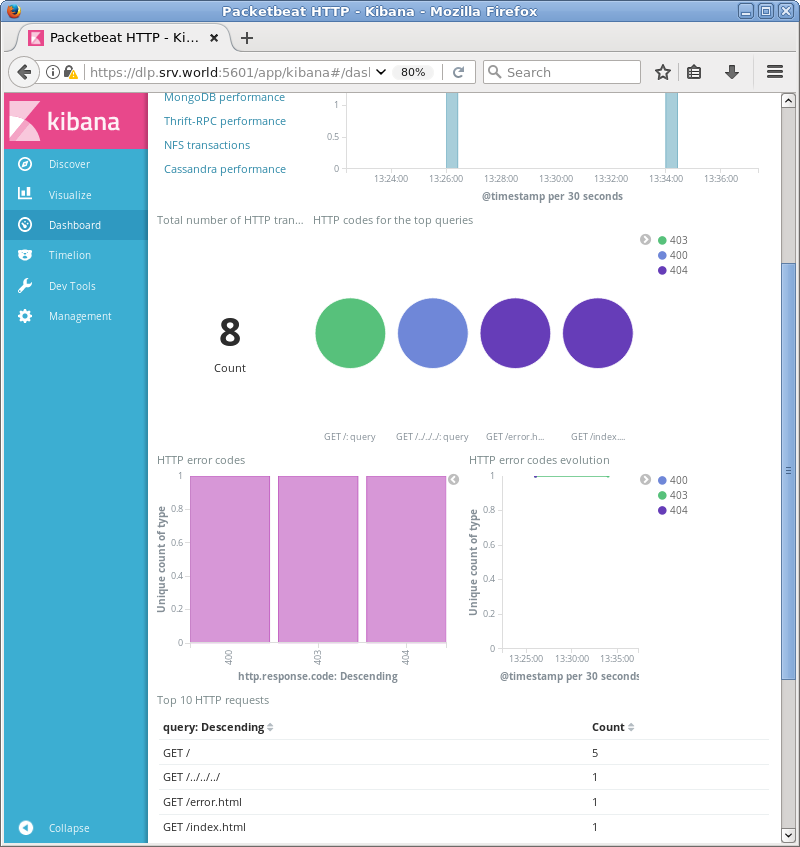 Packetbeat HTTP - Kibana - Mozilla Firefox
Packetbeat HTTP - Ki...
https://dlp.srv.world:5601/app/kibana#/dasl
80%
Search
kibana
Discover
Visualize
Dashboard
Timelion
Dev Tools
Management
Collapse
MongoDB performance
Thrift-RPC performance
NFS transactions
Cassandra performance
1
0.5
0
13:24:00 13:26:00 13:28:00 13:30:00 13:32:00 13:34:00 13:36:00
@timestamp per 30 seconds
Total number of HTTP tran...
8
Count
HTTP codes for the top queries
403
400
404
GET /: query GET /../../../: query GET /error.h... GET /index....
HTTP error codes
Unique count of type
1
0.8
0.6
0.4
0.2
0
400 403 404
http.response.code: Descending
HTTP error codes evolution
Unique count of type
1
0.8
0.6
0.4
0.2
0
13:25:00 13:30:00 13:35:00
@timestamp per 30 seconds
400
403
404
Top 10 HTTP requests
query: Descending Count
GET / 5
GET /../../../ 1
GET /error.html 1
GET /index.html 1